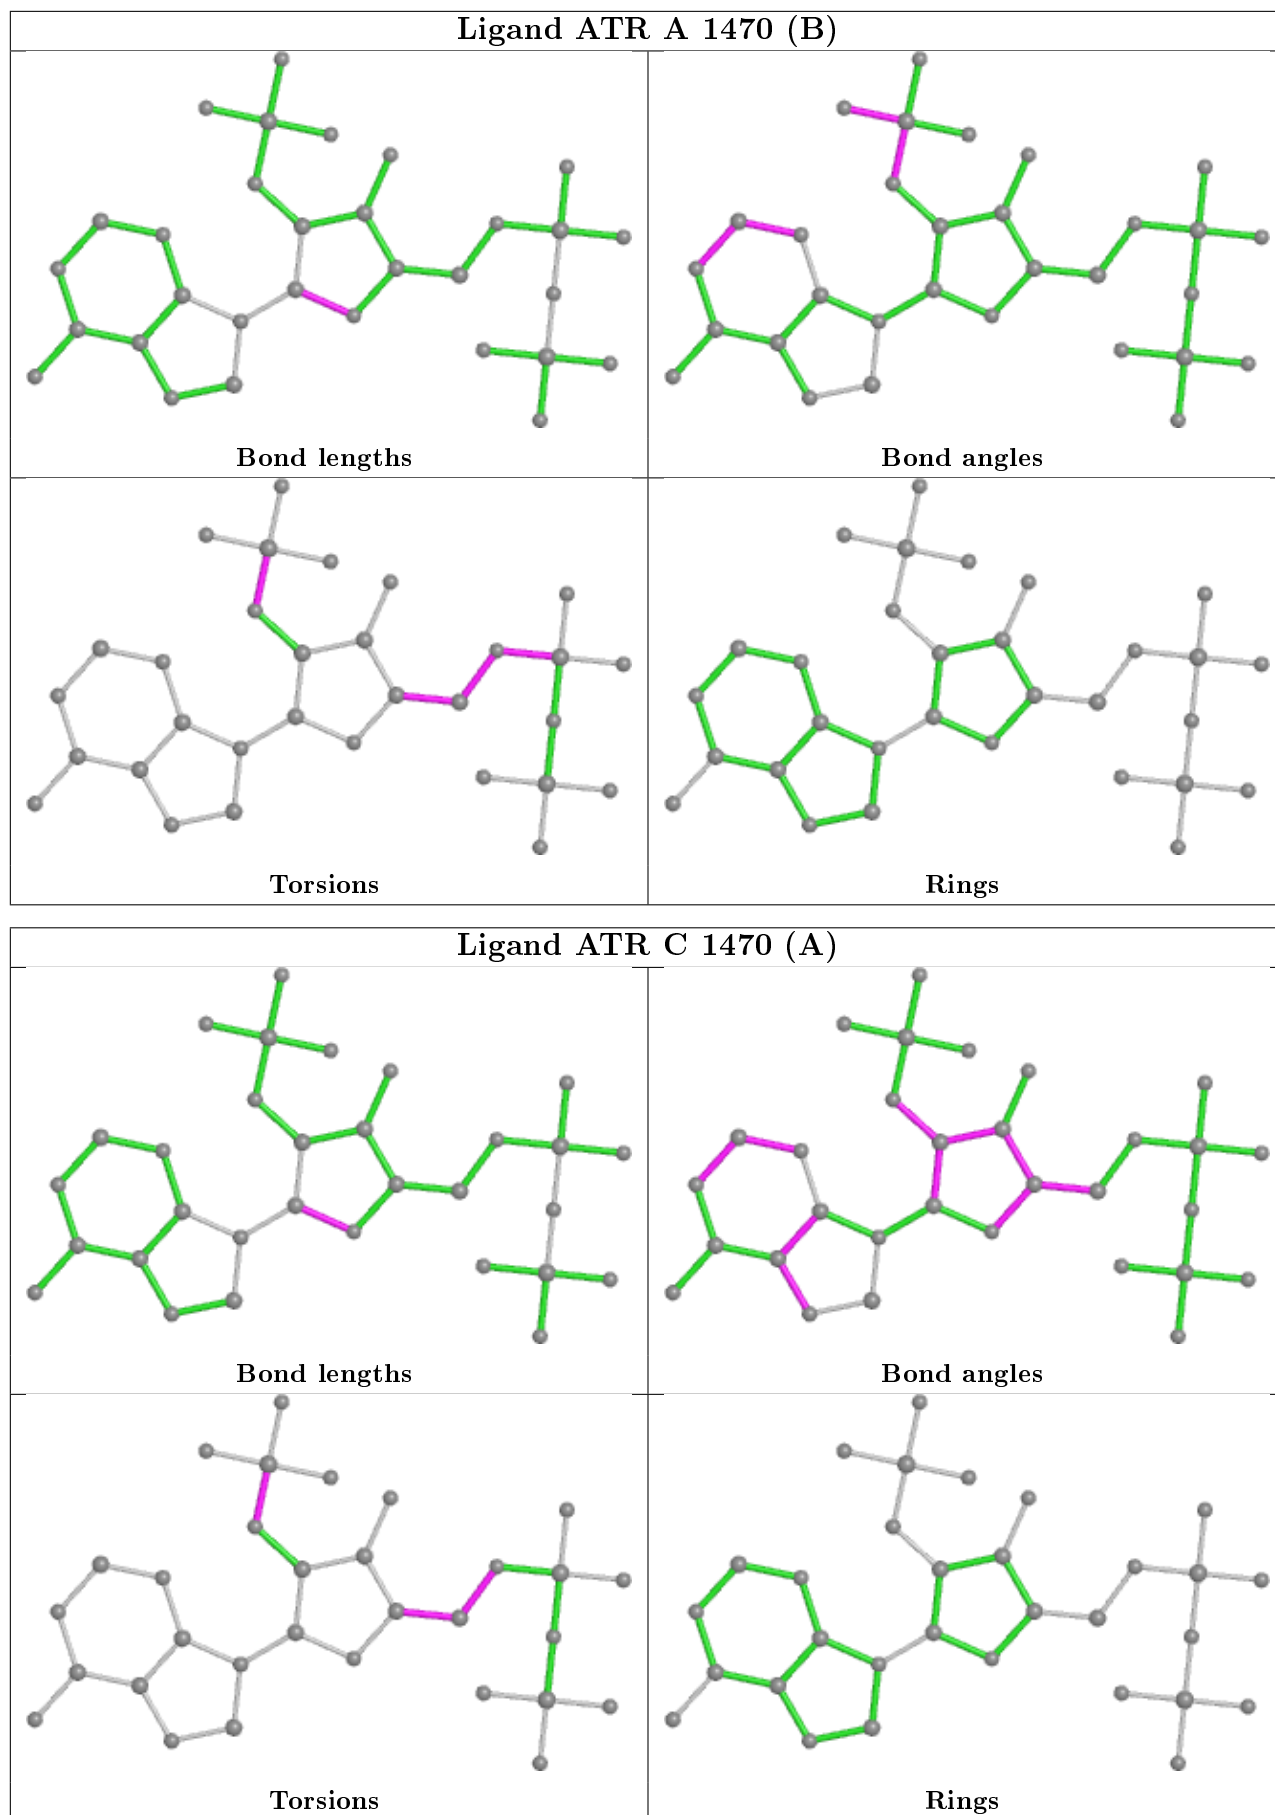 Ligand ATR A 1470 (B)
Bond lengths
Bond angles
Torsions
Rings
Ligand ATR C 1470 (A)
Bond lengths
Bond angles
Torsions
Rings